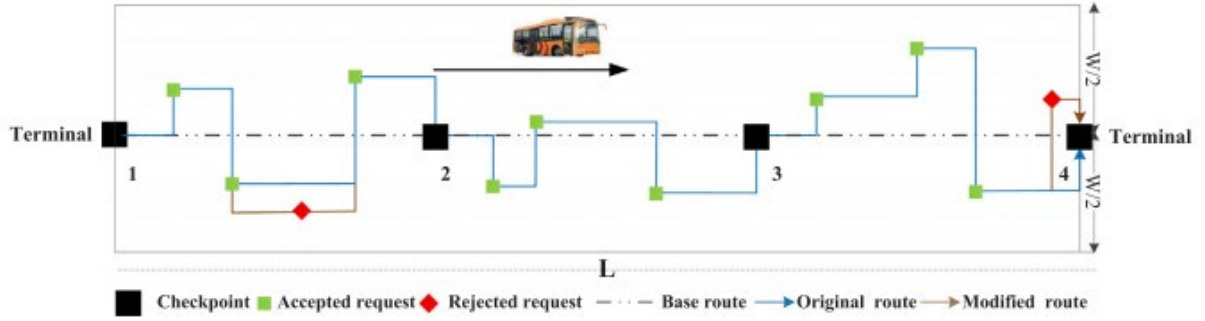 W/2
Terminal
Terminal
1
2
3
4
W/2
L
Checkpoint Accepted request Rejected request Base route Original route Modified route